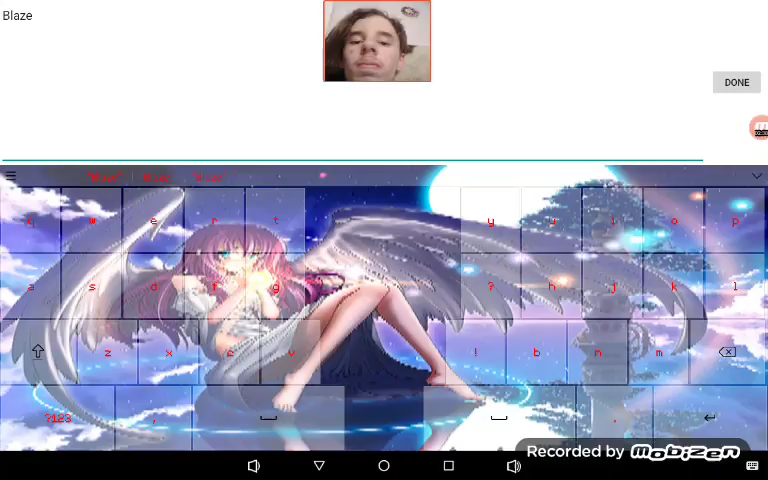 Blaze
DONE
q w e r t y u i o p
a s d f g ? h j k l
z x c v ! b n m
?123 , .
Recorded by mobizen